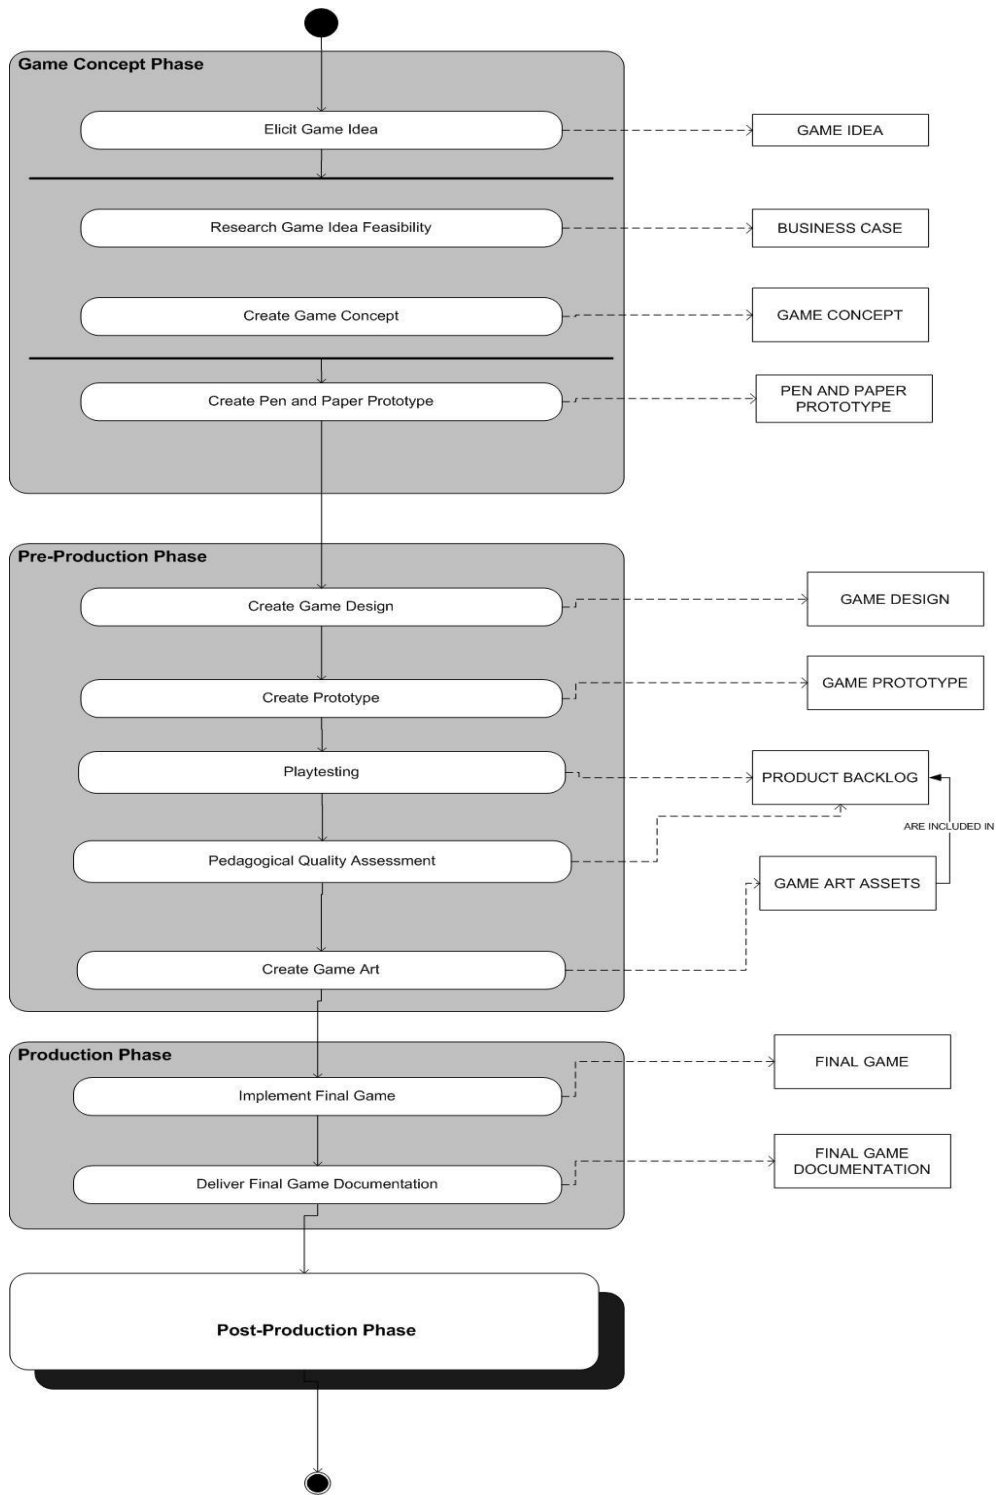 Game Concept Phase
Elicit Game Idea
GAME IDEA
Research Game Idea Feasibility
BUSINESS CASE
Create Game Concept
GAME CONCEPT
Create Pen and Paper Prototype
PEN AND PAPER
PROTOTYPE
Pre-Production Phase
Create Game Design
GAME DESIGN
Create Prototype
GAME PROTOTYPE
Playtesting
PRODUCT BACKLOG
ARE INCLUDED IN
Pedagogical Quality Assessment
GAME ART ASSETS
Create Game Art
Production Phase
Implement Final Game
FINAL GAME
Deliver Final Game Documentation
FINAL GAME
DOCUMENTATION
Post-Production Phase